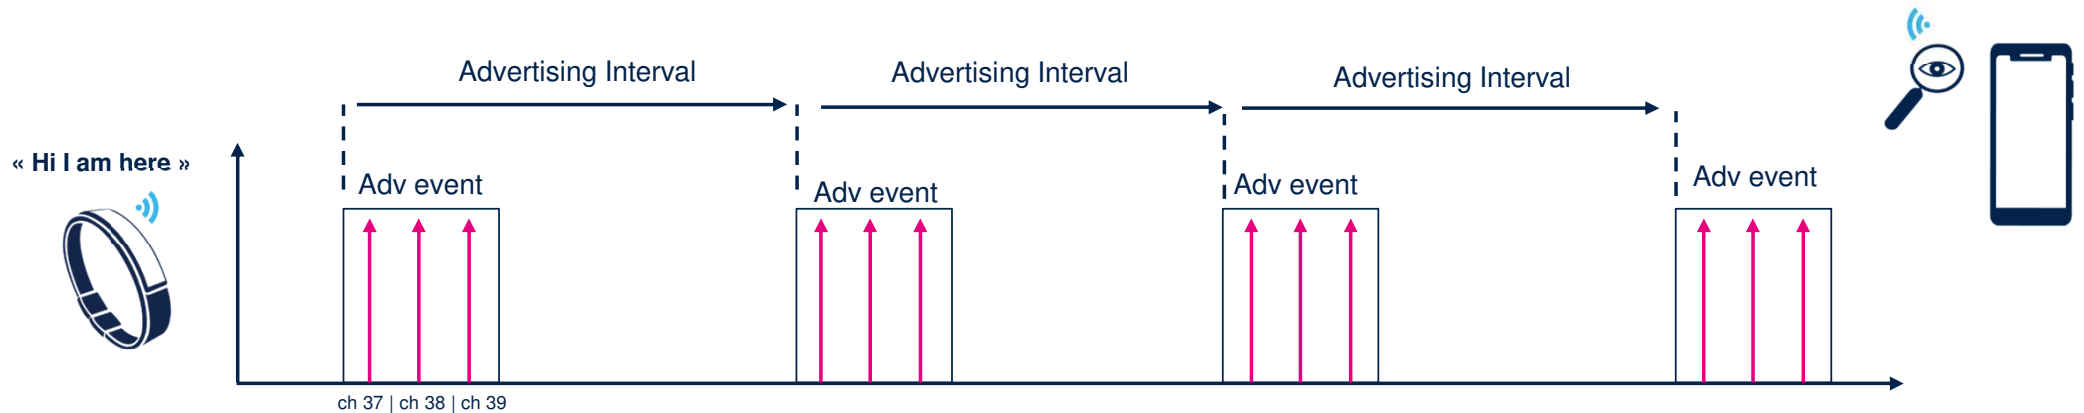 Advertising Interval
Advertising Interval
Advertising Interval
« Hi I am here »
Adv event
Adv event
Adv event
Adv event
ch 37 | ch 38 | ch 39